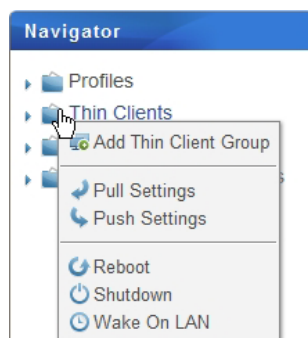 Navigator
Profiles
Thin Clients
Add Thin Client Group
Pull Settings
Push Settings
Reboot
Shutdown
Wake On LAN